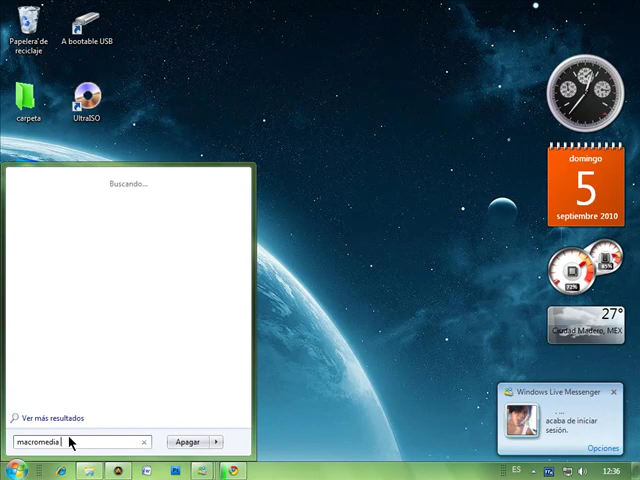 Papelera de
reciclaje
A bootable USB
carpeta
UltraISO
domingo
5
septiembre 2010
72%
85%
27°
Ciudad Madero, MEX
Buscando...
Ver más resultados
macromedia
Apagar
Windows Live Messenger
. ...
acaba de iniciar
sesión.
Opciones
W
Ps
ES
12:36